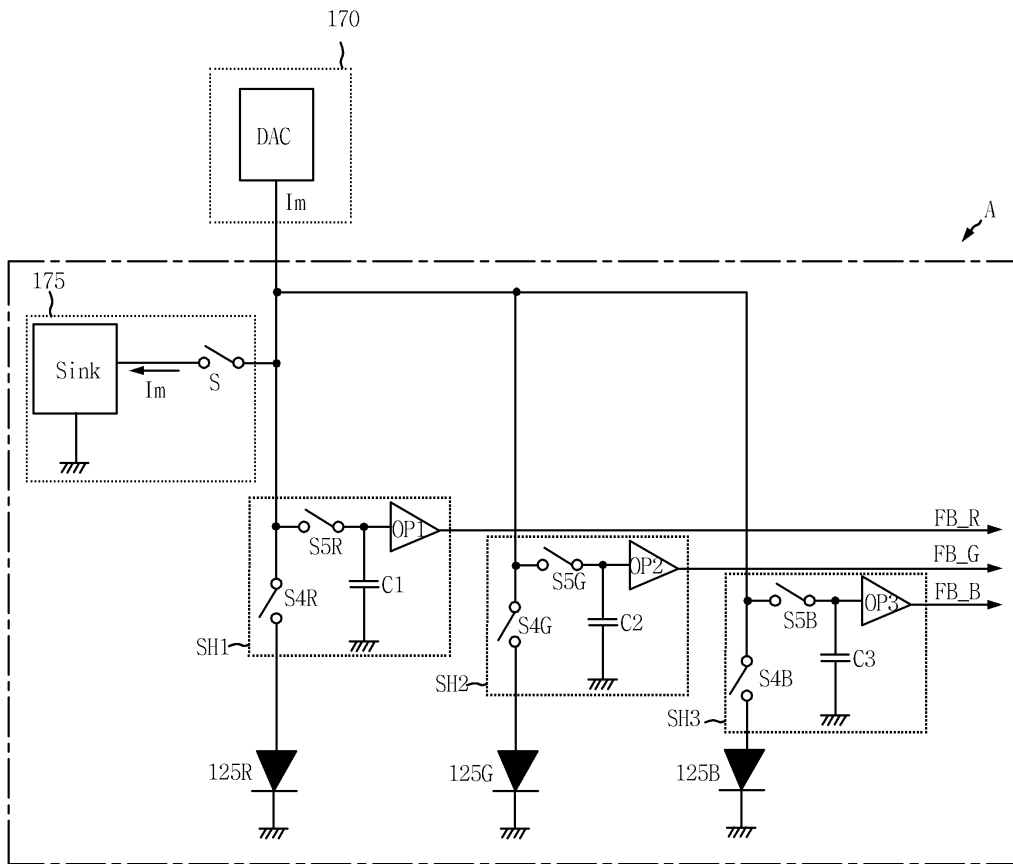 170
DAC
Im
A
175
Sink
Im
S
S5R
OP1
FB_R
S4R
C1
SH1
S5G
OP2
FB_G
S4G
C2
SH2
S5B
OP3
FB_B
S4B
C3
SH3
125R
125G
125B